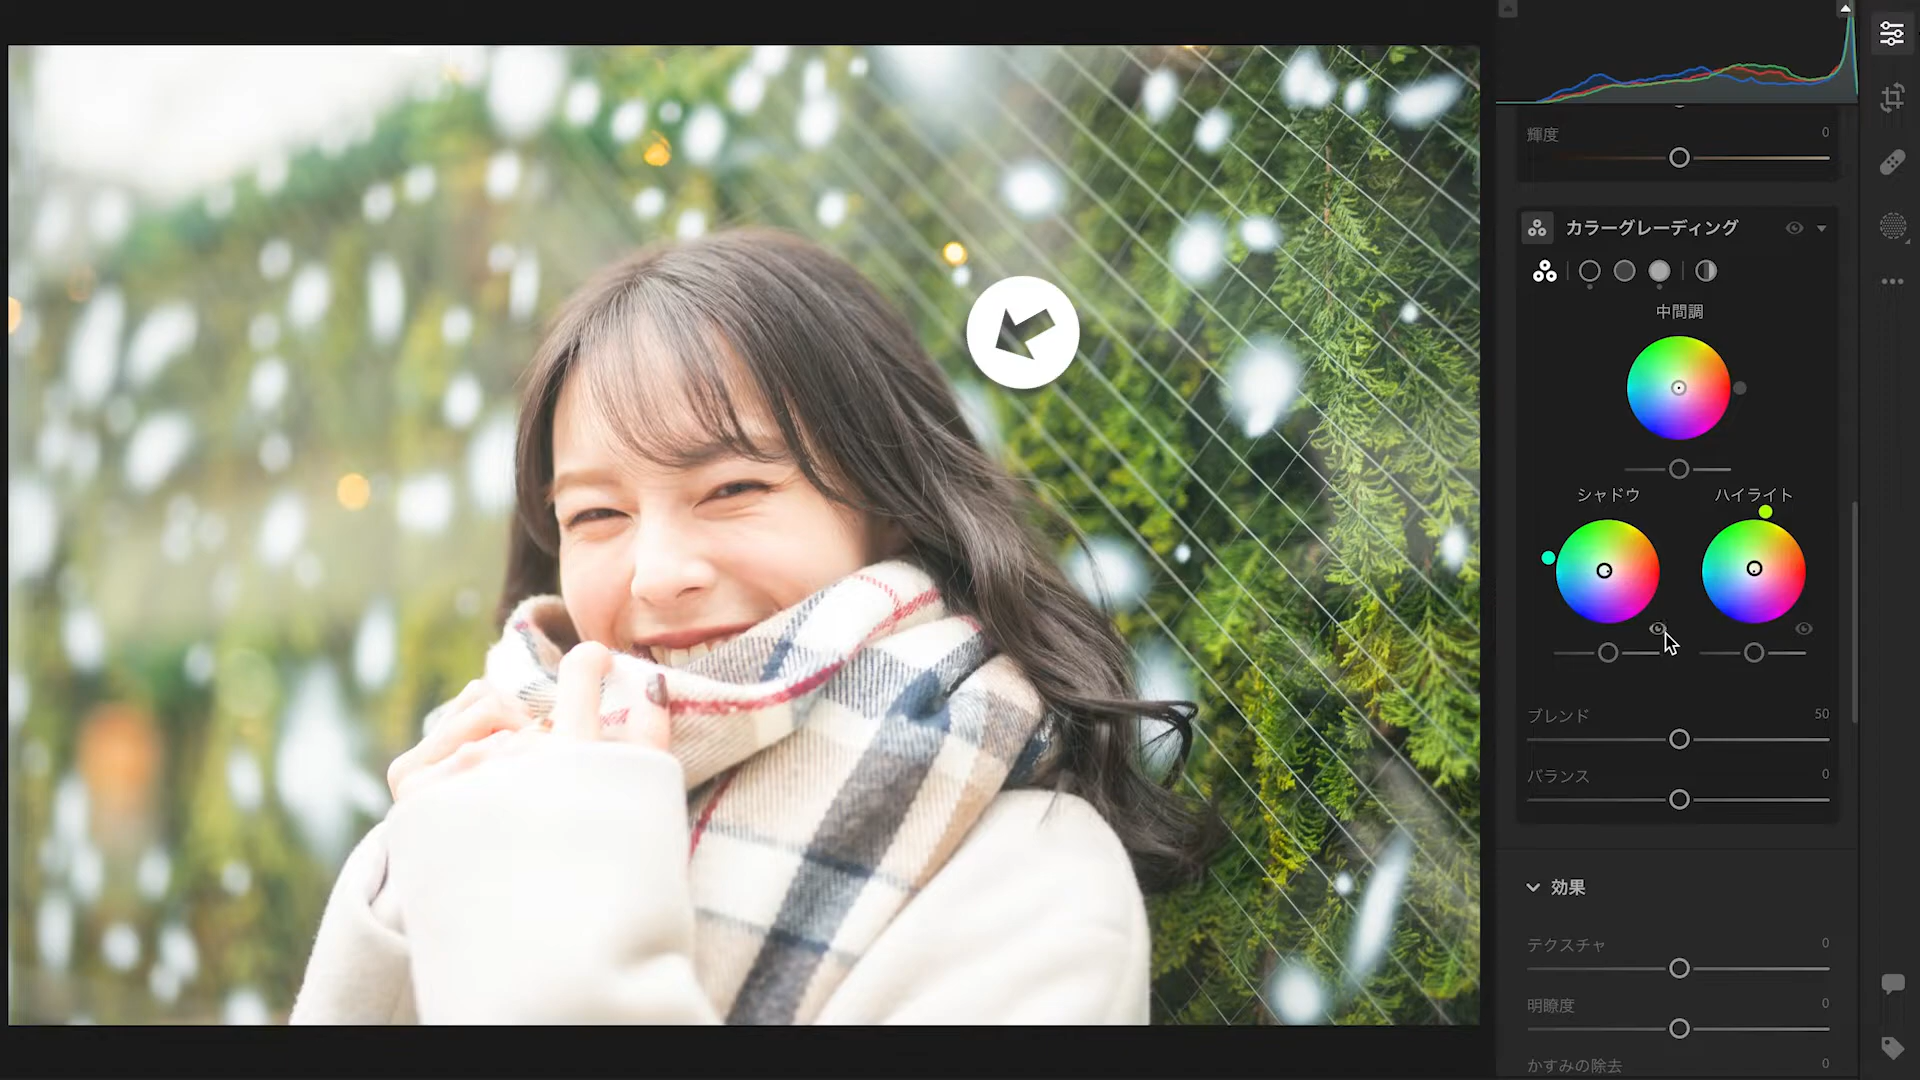 輝度 0
カラーグレーディング
中間調
シャドウ ハイライト
ブレンド 50
バランス 0
効果
テクスチャ 0
明瞭度 0
かすみの除去 0